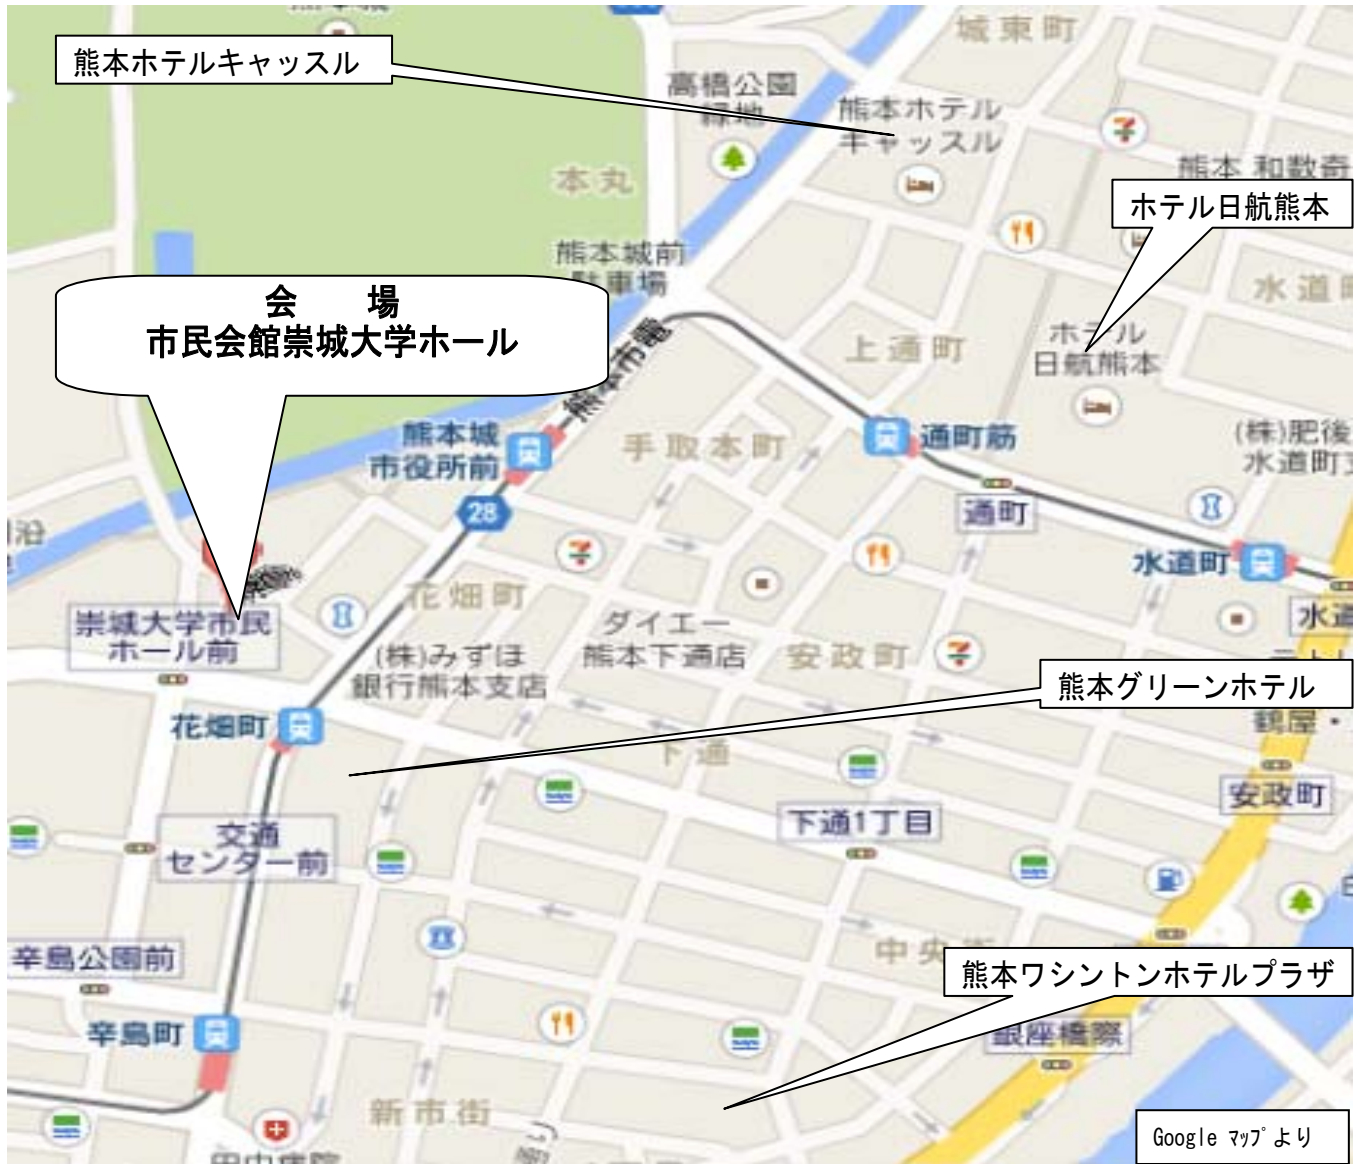 城東町
熊本ホテルキャッスル
高橋公園
緑地
熊本ホテル
キャッスル
本丸
熊本 和数奇
ホテル日航熊本
熊本城前
駐車場
水道町
会　　場
市民会館崇城大学ホール
熊本市電
上通町
ホテル
日航熊本
熊本城
市役所前
手取本町
通町筋
(株)肥後
水道町支
28
通町
水道町
花畑町
崇城大学市民
ホール前
ダイエー
熊本下通店
安政町
(株)みずほ
銀行熊本支店
熊本グリーンホテル
花畑町
下通
鶴屋・
安政町
下通1丁目
交通
センター前
中央街
辛島公園前
熊本ワシントンホテルプラザ
辛島町
銀座橋際
新市街
Google マップより